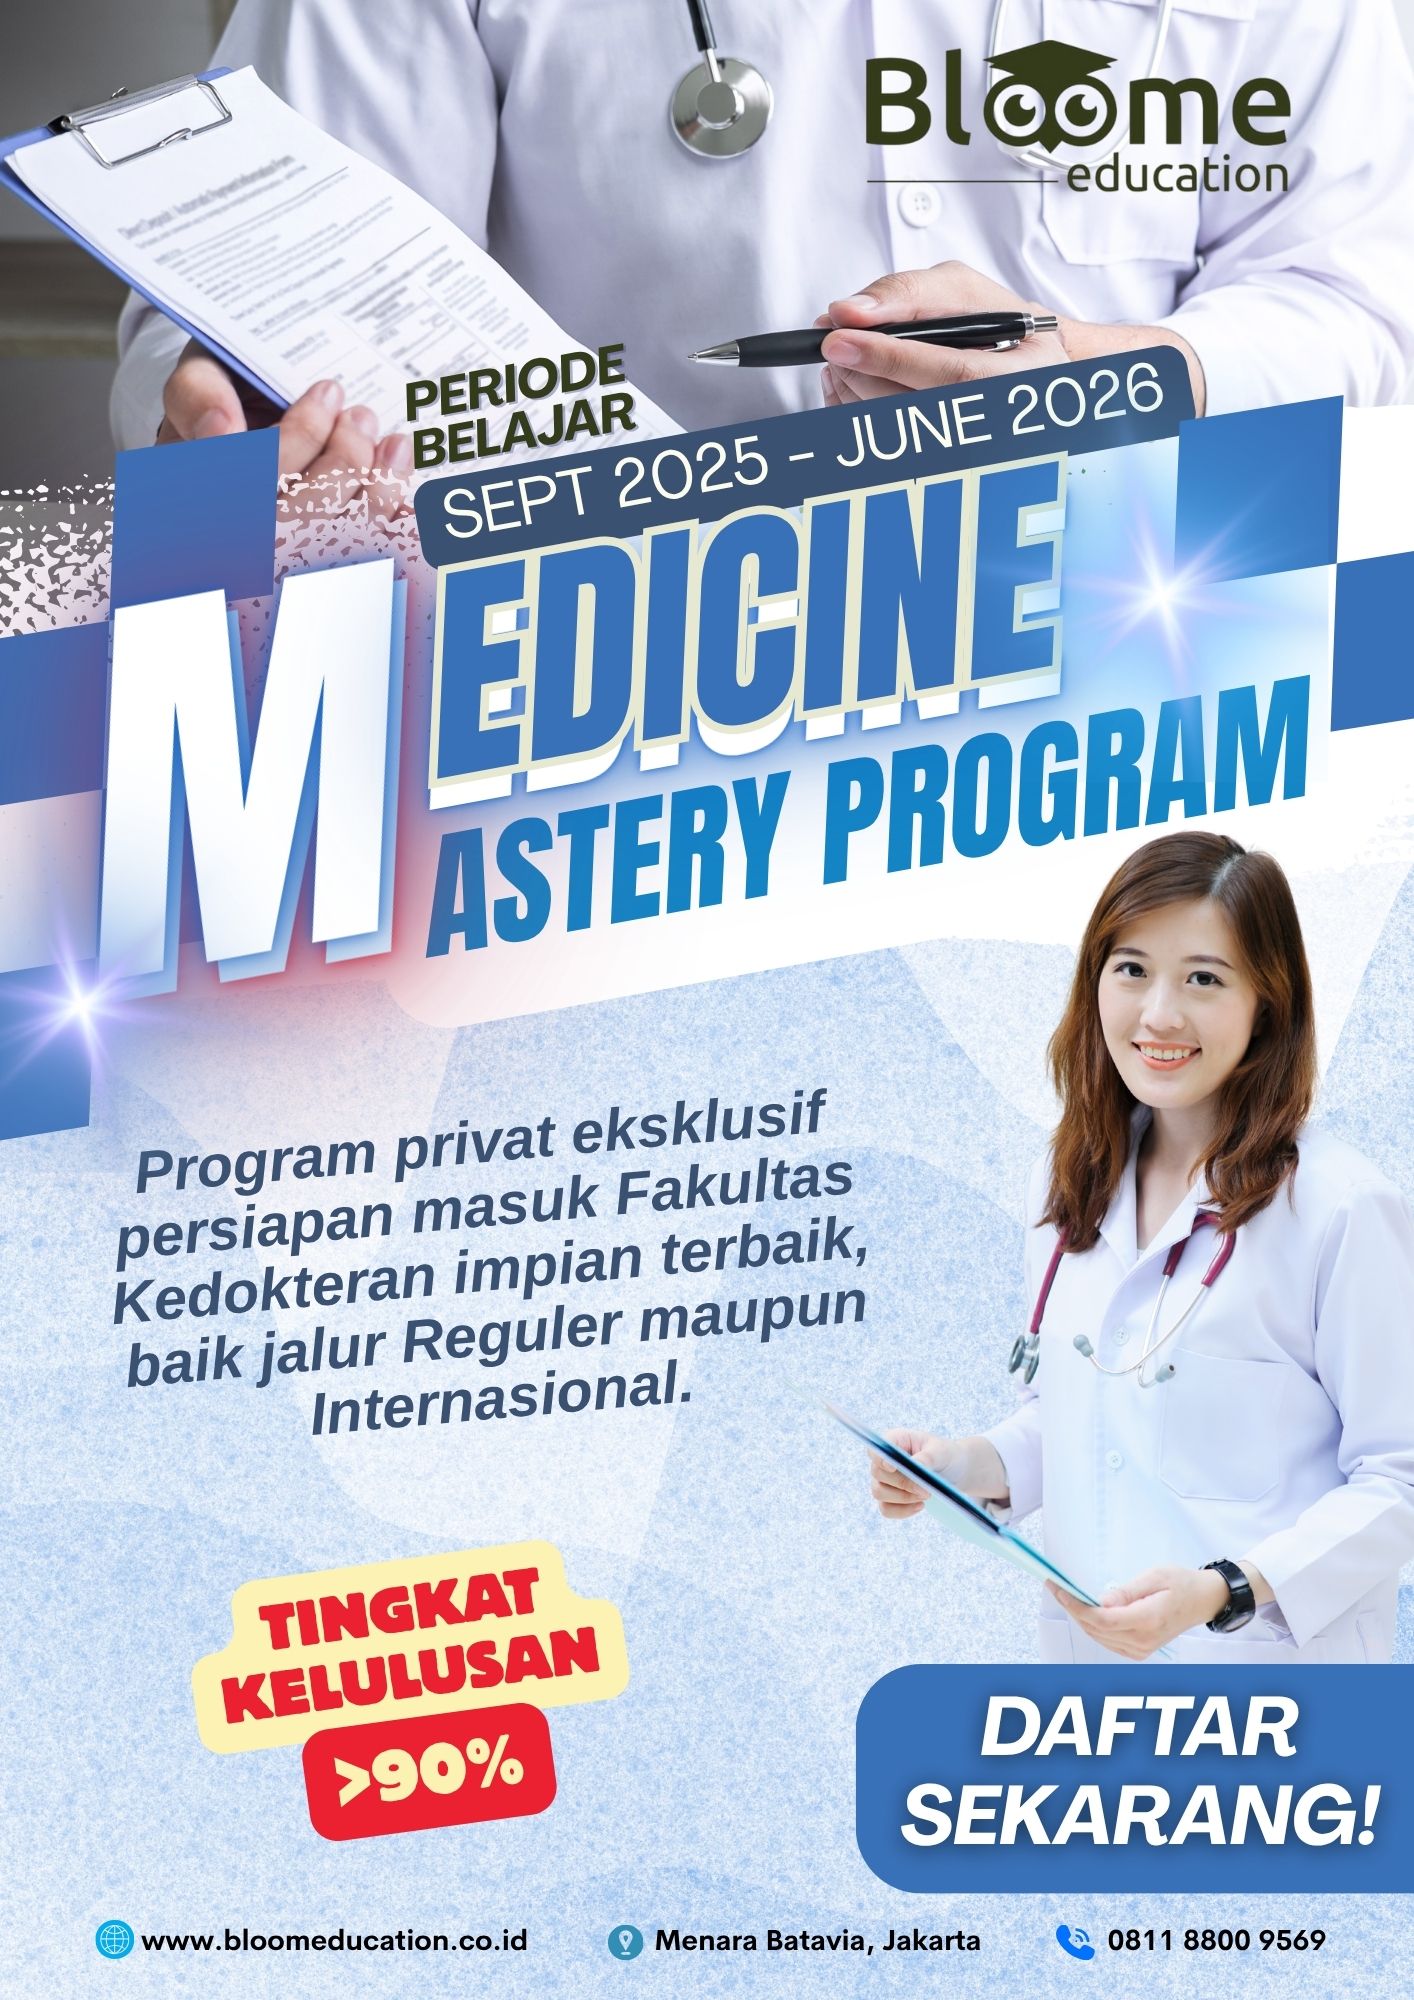 Bloome
education
PERIODE
BELAJAR
SEPT 2025 - JUNE 2026
MEDICINE
ASTERY PROGRAM
Program privat eksklusif
persiapan masuk Fakultas
Kedokteran impian terbaik,
baik jalur Reguler maupun
Internasional.
TINGKAT
KELULUSAN
>90%
DAFTAR
SEKARANG!
www.bloomeducation.co.id
Menara Batavia, Jakarta
0811 8800 9569